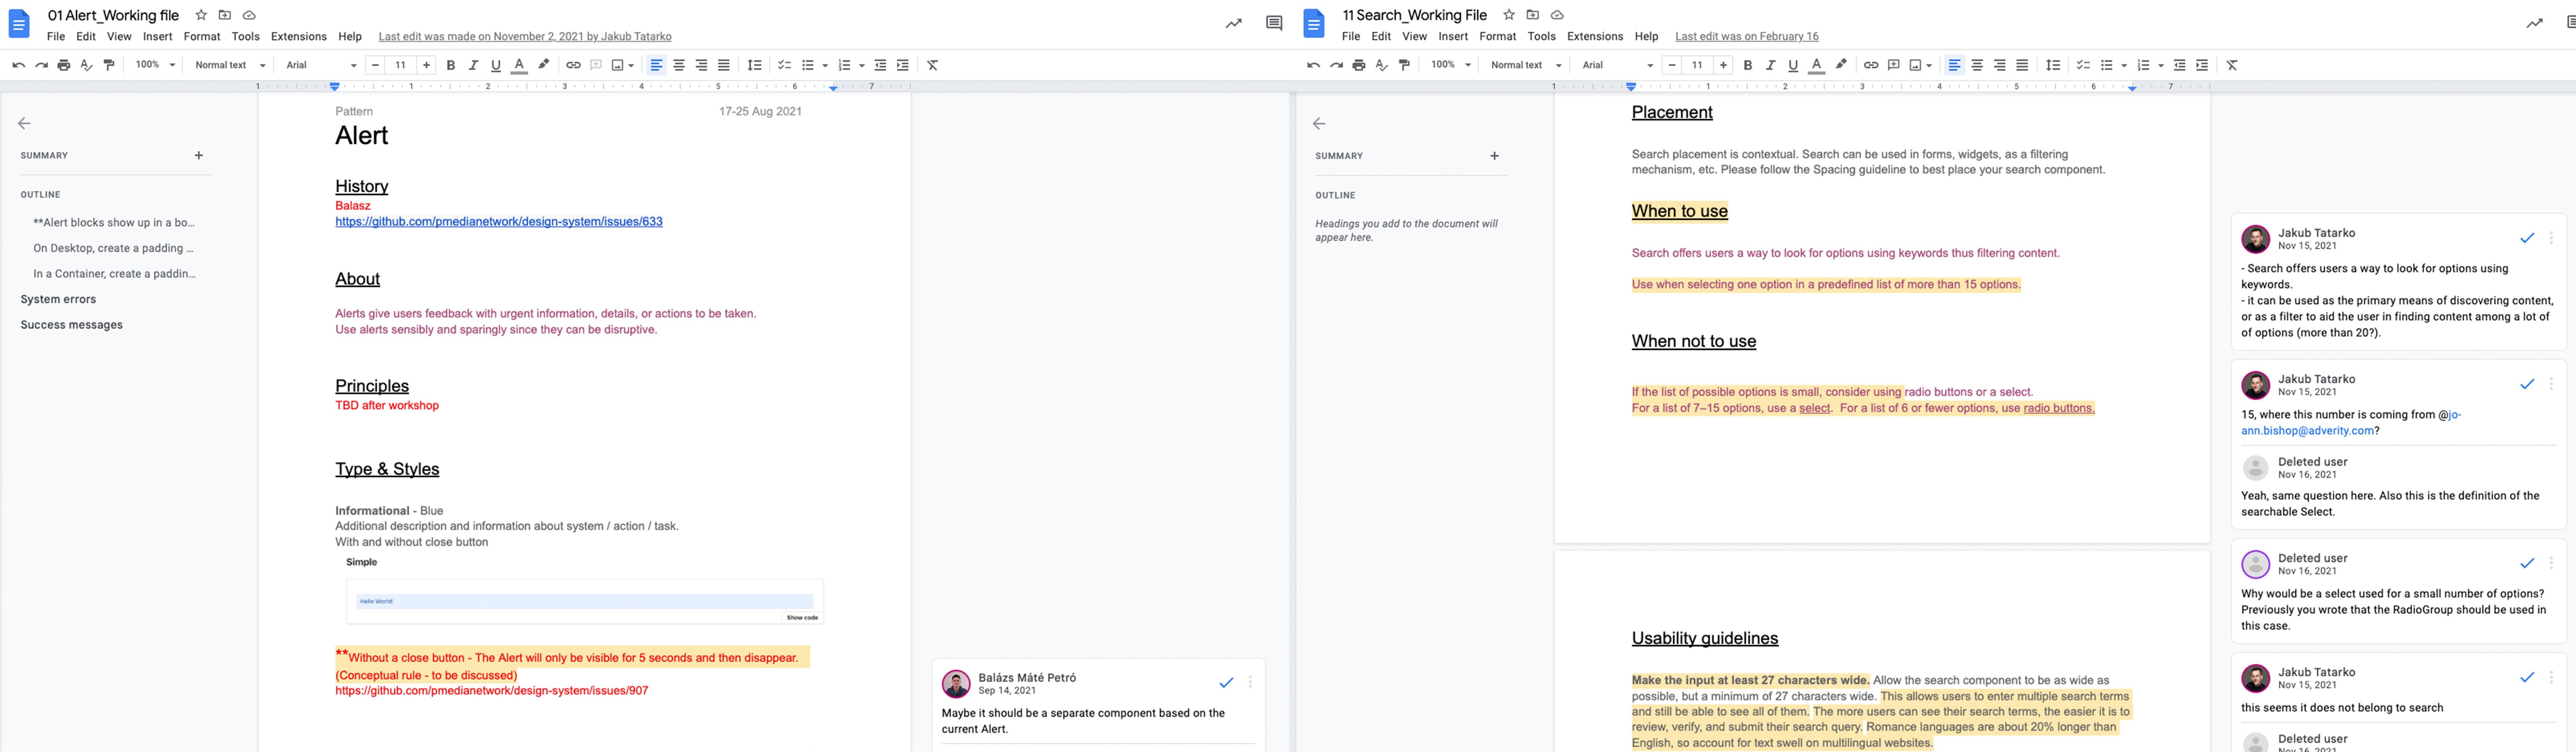 01 Alert_Working file
File Edit View Insert Format Tools Extensions Help Last edit was made on November 2, 2021 by Jakub Tatarko
100% Normal text Arial − 11 + B I U A
1 1 2 3 4 5 6 7
SUMMARY +
OUTLINE
**Alert blocks show up in a bo...
On Desktop, create a padding ...
In a Container, create a paddin...
System errors
Success messages
Pattern 17-25 Aug 2021
Alert
History
Balasz
https://github.com/pmedianetwork/design-system/issues/633
About
Alerts give users feedback with urgent information, details, or actions to be taken.
Use alerts sensibly and sparingly since they can be disruptive.
Principles
TBD after workshop
Type & Styles
Informational - Blue
Additional description and information about system / action / task.
With and without close button
Simple
Hello World!
Show code
**Without a close button - The Alert will only be visible for 5 seconds and then disappear.
(Conceptual rule - to be discussed)
https://github.com/pmedianetwork/design-system/issues/907
Balázs Máté Petró
Sep 14, 2021
Maybe it should be a separate component based on the
current Alert.
11 Search_Working File
File Edit View Insert Format Tools Extensions Help Last edit was on February 16
100% Normal text Arial − 11 + B I U A
1 1 2 3 4 5 6 7
SUMMARY +
OUTLINE
Headings you add to the document will
appear here.
Placement
Search placement is contextual. Search can be used in forms, widgets, as a filtering
mechanism, etc. Please follow the Spacing guideline to best place your search component.
When to use
Search offers users a way to look for options using keywords thus filtering content.
Use when selecting one option in a predefined list of more than 15 options.
When not to use
If the list of possible options is small, consider using radio buttons or a select.
For a list of 7–15 options, use a select. For a list of 6 or fewer options, use radio buttons.
Usability guidelines
Make the input at least 27 characters wide. Allow the search component to be as wide as
possible, but a minimum of 27 characters wide. This allows users to enter multiple search terms
and still be able to see all of them. The more users can see their search terms, the easier it is to
review, verify, and submit their search query. Romance languages are about 20% longer than
English, so account for text swell on multilingual websites.
Jakub Tatarko
Nov 15, 2021
- Search offers users a way to look for options using
keywords.
- it can be used as the primary means of discovering content,
or as a filter to aid the user in finding content among a lot of
of options (more than 20?).
Jakub Tatarko
Nov 15, 2021
15, where this number is coming from @jo-
ann.bishop@adverity.com?
Deleted user
Nov 16, 2021
Yeah, same question here. Also this is the definition of the
searchable Select.
Deleted user
Nov 16, 2021
Why would be a select used for a small number of options?
Previously you wrote that the RadioGroup should be used in
this case.
Jakub Tatarko
Nov 15, 2021
this seems it does not belong to search
Deleted user
Nov 16, 2021